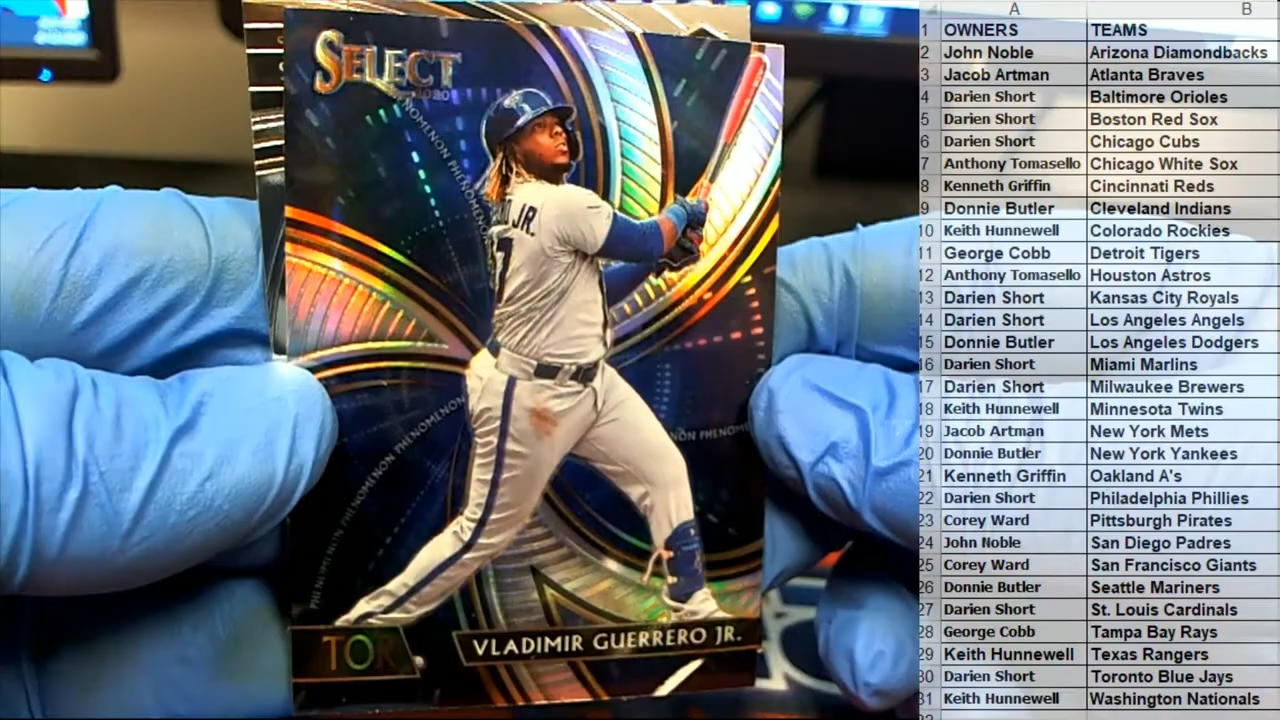 SELECT
2020
PHENOMENON PHENOMENON
JR.
7
PHENOMENON PHENOMENON PHENOMENON
NON PHENOME
TOR
VLADIMIR GUERRERO JR.
A B
1 OWNERS TEAMS
2 John Noble Arizona Diamondbacks
3 Jacob Artman Atlanta Braves
4 Darien Short Baltimore Orioles
5 Darien Short Boston Red Sox
6 Darien Short Chicago Cubs
7 Anthony Tomasello Chicago White Sox
8 Kenneth Griffin Cincinnati Reds
9 Donnie Butler Cleveland Indians
10 Keith Hunnewell Colorado Rockies
11 George Cobb Detroit Tigers
12 Anthony Tomasello Houston Astros
13 Darien Short Kansas City Royals
14 Darien Short Los Angeles Angels
15 Donnie Butler Los Angeles Dodgers
16 Darien Short Miami Marlins
17 Darien Short Milwaukee Brewers
18 Keith Hunnewell Minnesota Twins
19 Jacob Artman New York Mets
20 Donnie Butler New York Yankees
21 Kenneth Griffin Oakland A's
22 Darien Short Philadelphia Phillies
23 Corey Ward Pittsburgh Pirates
24 John Noble San Diego Padres
25 Corey Ward San Francisco Giants
26 Donnie Butler Seattle Mariners
27 Darien Short St. Louis Cardinals
28 George Cobb Tampa Bay Rays
29 Keith Hunnewell Texas Rangers
30 Darien Short Toronto Blue Jays
31 Keith Hunnewell Washington Nationals